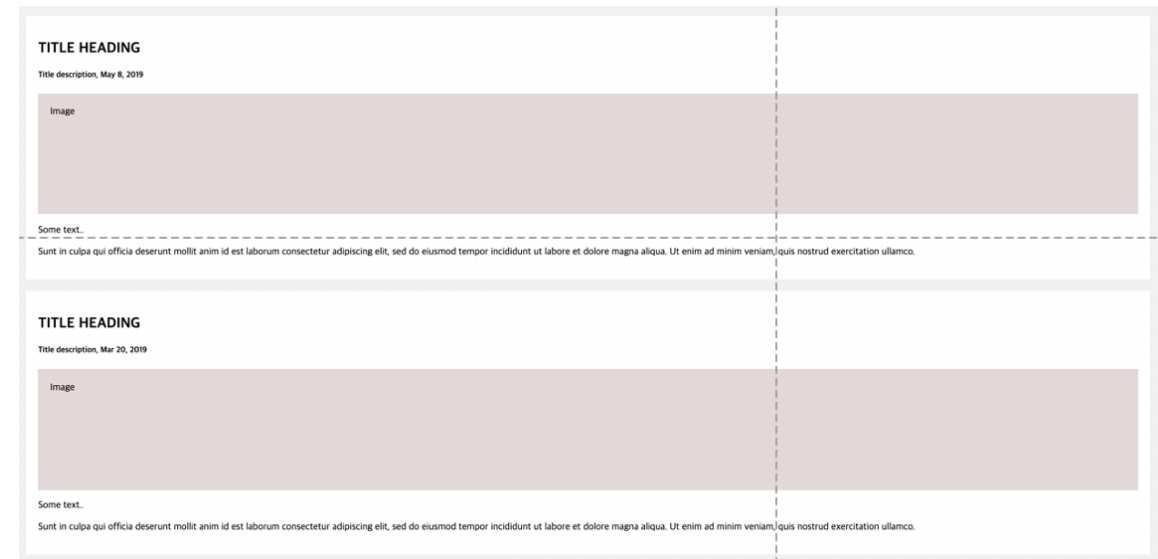 TITLE HEADING
Title description, May 8, 2019
Image
Some text..
Sunt in culpa qui officia deserunt mollit anim id est laborum consectetur adipiscing elit, sed do eiusmod tempor incididunt ut labore et dolore magna aliqua. Ut enim ad minim veniam, quis nostrud exercitation ullamco.
TITLE HEADING
Title description, Mar 20, 2019
Image
Some text..
Sunt in culpa qui officia deserunt mollit anim id est laborum consectetur adipiscing elit, sed do eiusmod tempor incididunt ut labore et dolore magna aliqua. Ut enim ad minim veniam, quis nostrud exercitation ullamco.